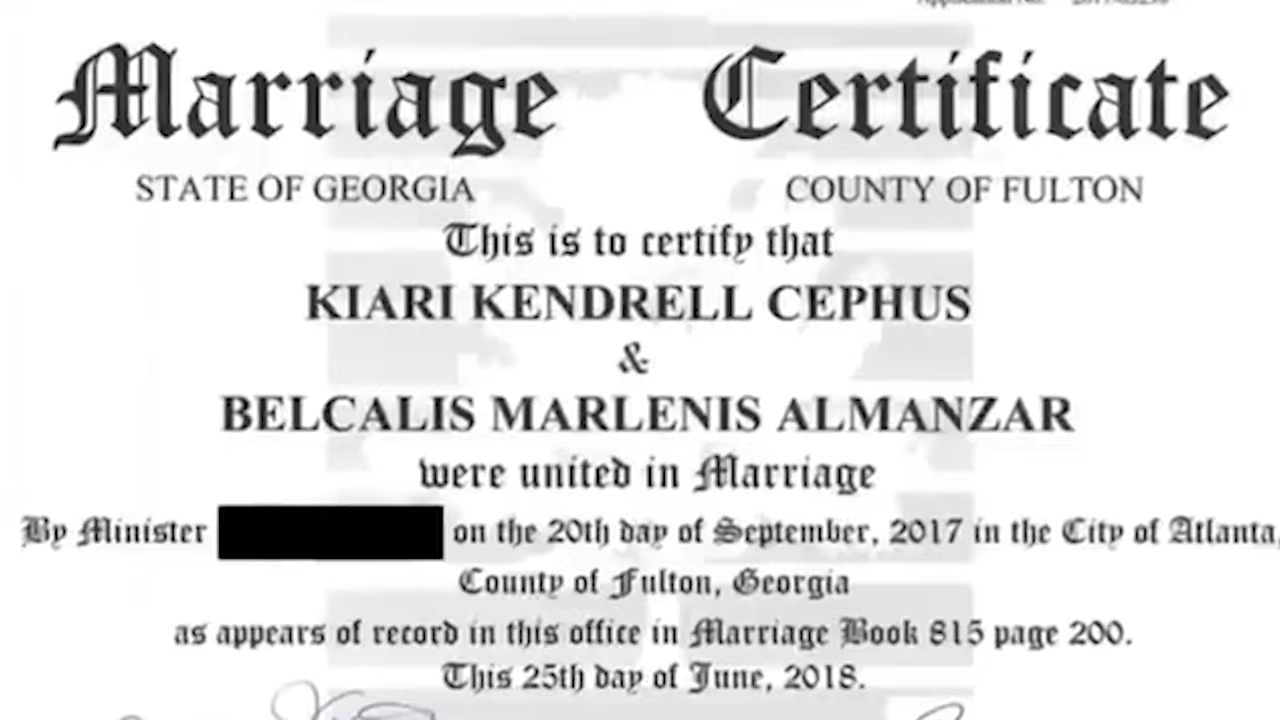 Marriage Certificate
STATE OF GEORGIA COUNTY OF FULTON
This is to certify that
KIARI KENDRELL CEPHUS
&
BELCALIS MARLENIS ALMANZAR
were united in Marriage
By Minister on the 20th day of September, 2017 in the City of Atlanta,
County of Fulton, Georgia
as appears of record in this office in Marriage Book 815 page 200.
This 25th day of June, 2018.